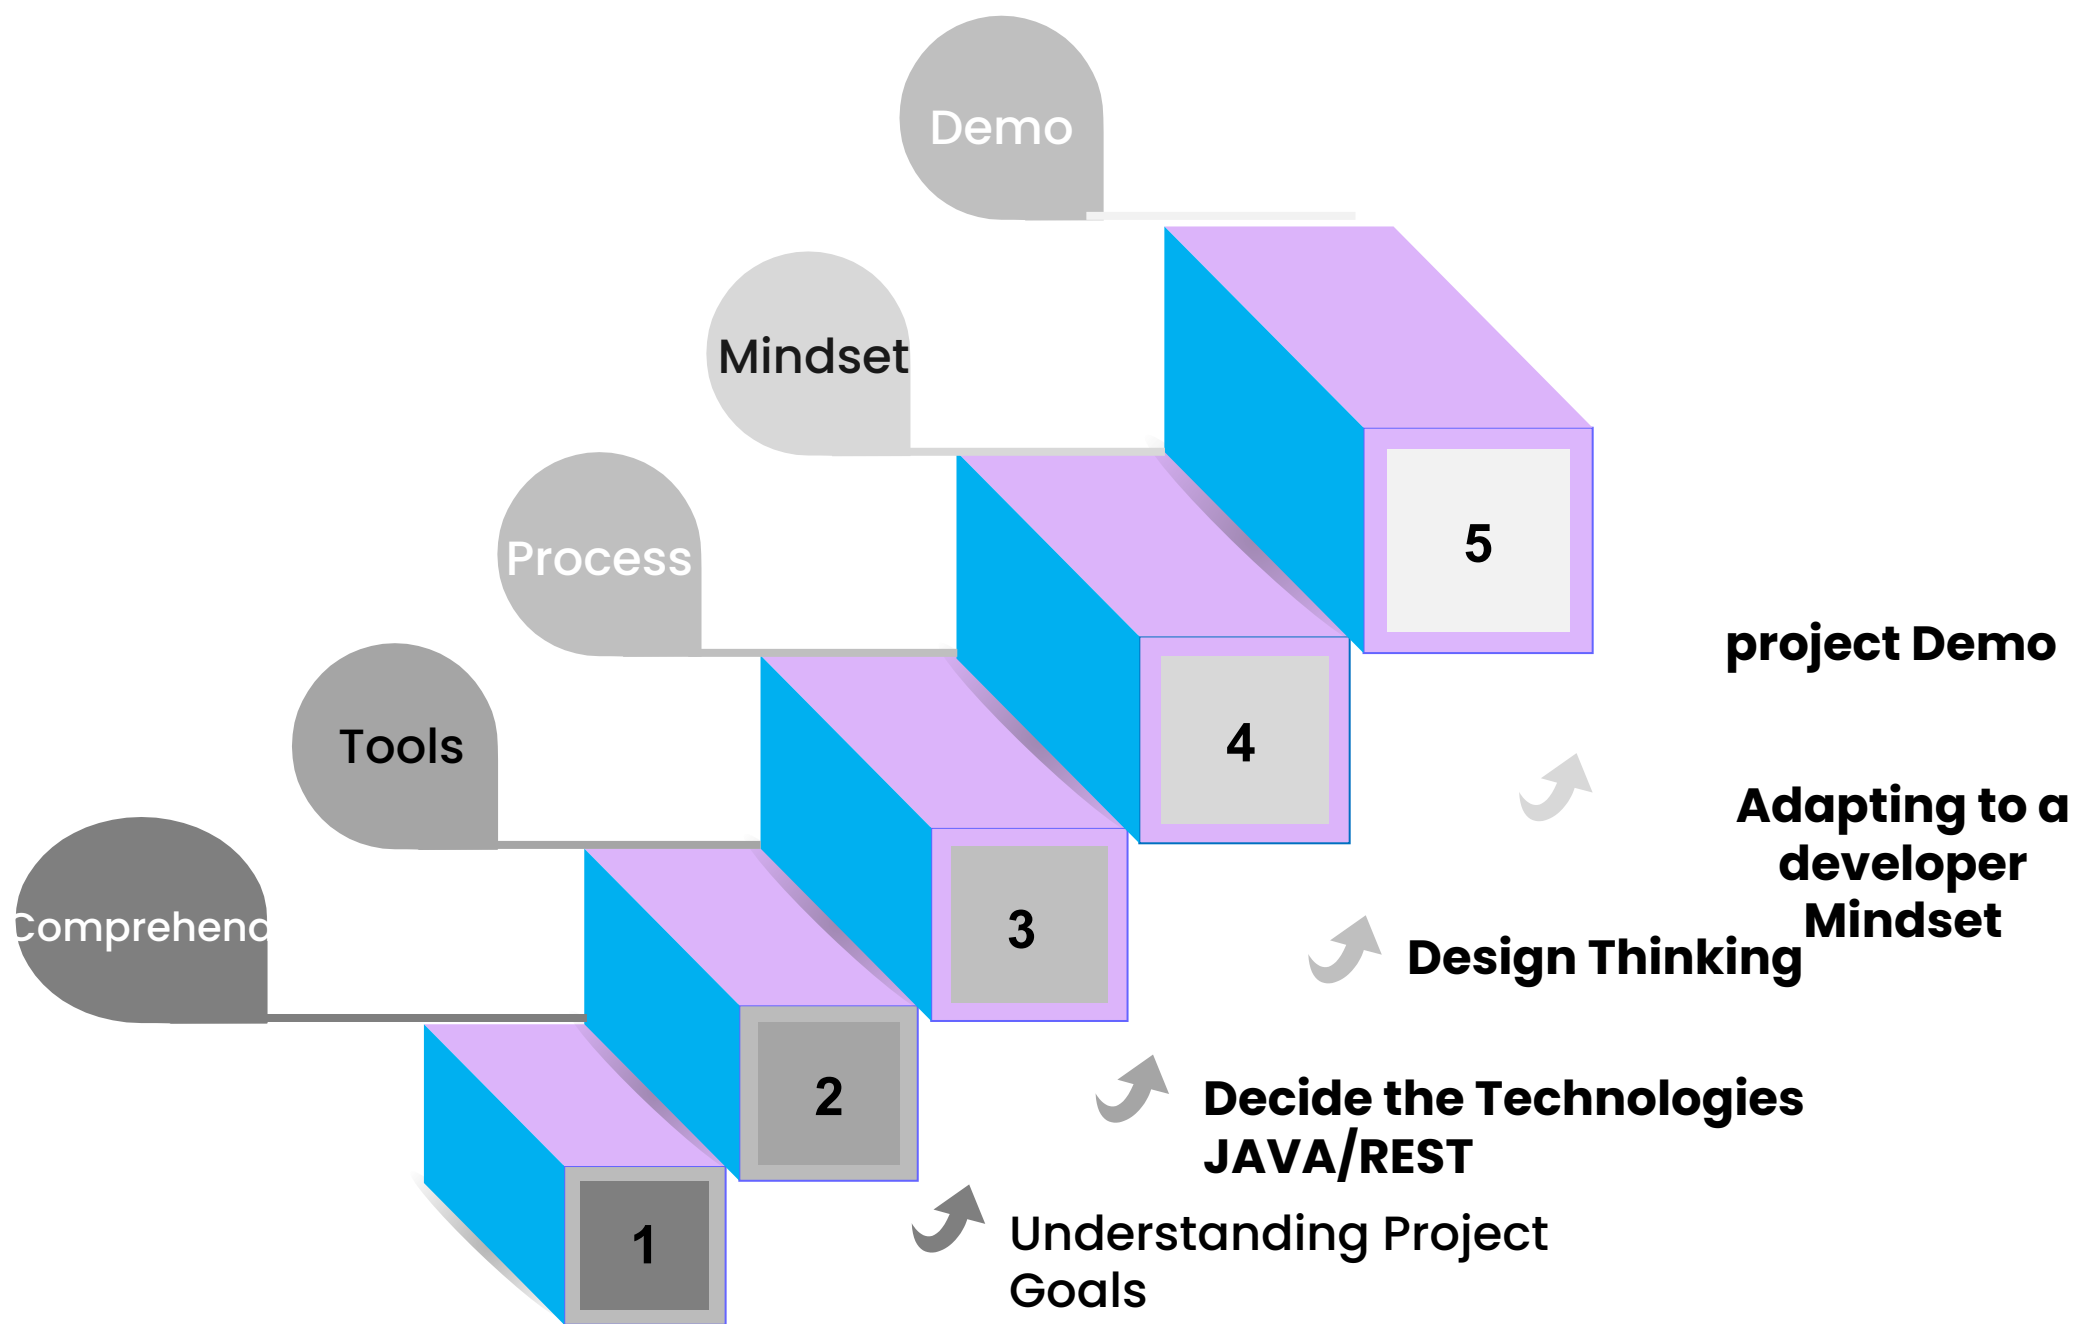 Demo
Mindset
5
Process
project Demo
4
Tools
Adapting to a
developer
Mindset
3
Comprehend
Design Thinking
2
Decide the Technologies
JAVA/REST
1
Understanding Project
Goals